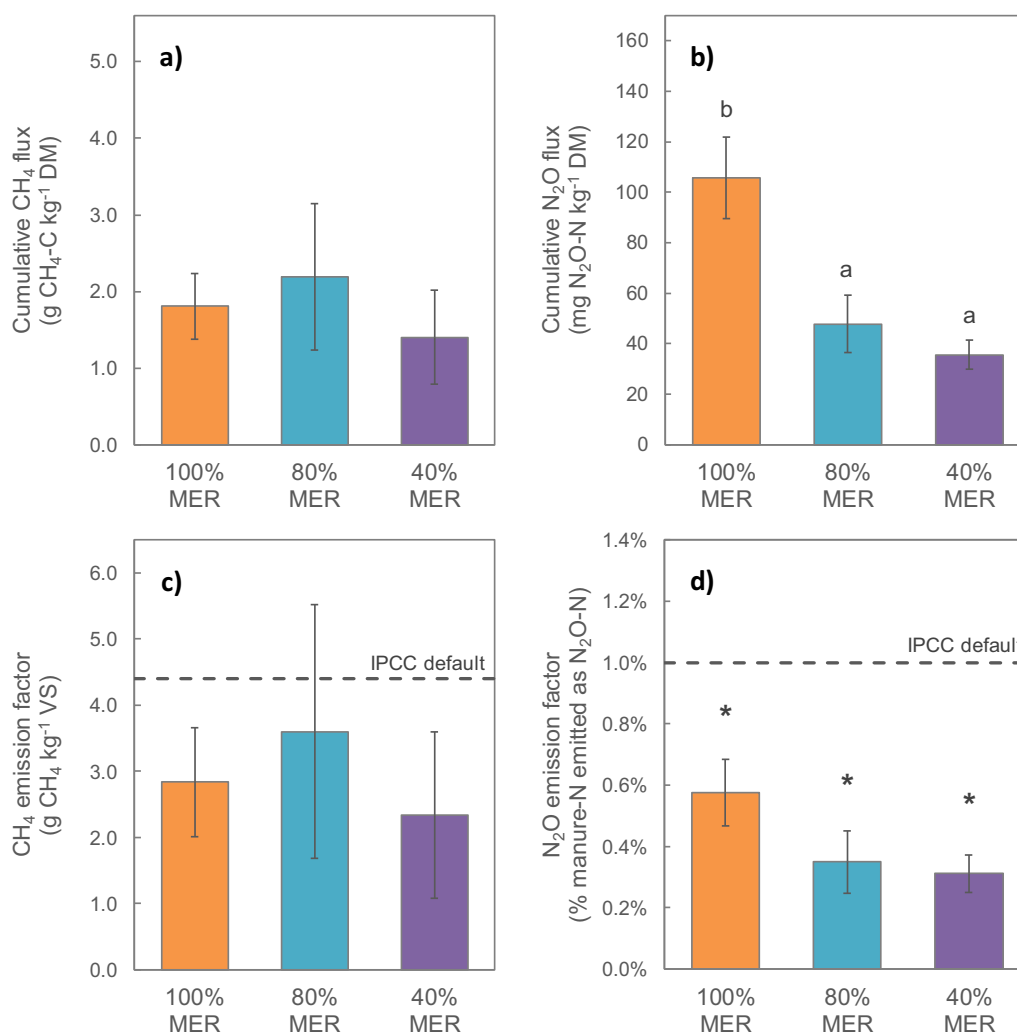 a)
Cumulative CH₄ flux
(g CH₄-C kg⁻¹ DM)
5.0
4.0
3.0
2.0
1.0
0.0
100%
MER
80%
MER
40%
MER
b)
Cumulative N₂O flux
(mg N₂O-N kg⁻¹ DM)
160
140
120
100
80
60
40
20
0
b
a
a
100%
MER
80%
MER
40%
MER
c)
CH₄ emission factor
(g CH₄ kg⁻¹ VS)
6.0
5.0
4.0
3.0
2.0
1.0
0.0
IPCC default
100%
MER
80%
MER
40%
MER
d)
N₂O emission factor
(% manure-N emitted as N₂O-N)
1.4%
1.2%
1.0%
0.8%
0.6%
0.4%
0.2%
0.0%
IPCC default
*
*
*
100%
MER
80%
MER
40%
MER